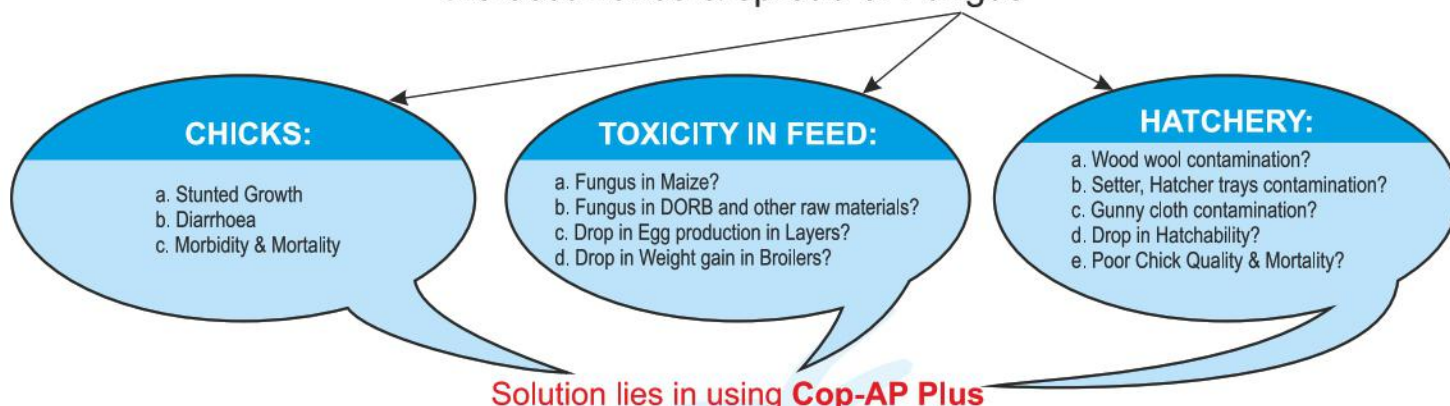 CHICKS:
a. Stunted Growth
b. Diarrhoea
c. Morbidity & Mortality
TOXICITY IN FEED:
a. Fungus in Maize?
b. Fungus in DORB and other raw materials?
c. Drop in Egg production in Layers?
d. Drop in Weight gain in Broilers?
HATCHERY:
a. Wood wool contamination?
b. Setter, Hatcher trays contamination?
c. Gunny cloth contamination?
d. Drop in Hatchability?
e. Poor Chick Quality & Mortality?
Solution lies in using Cop-AP Plus